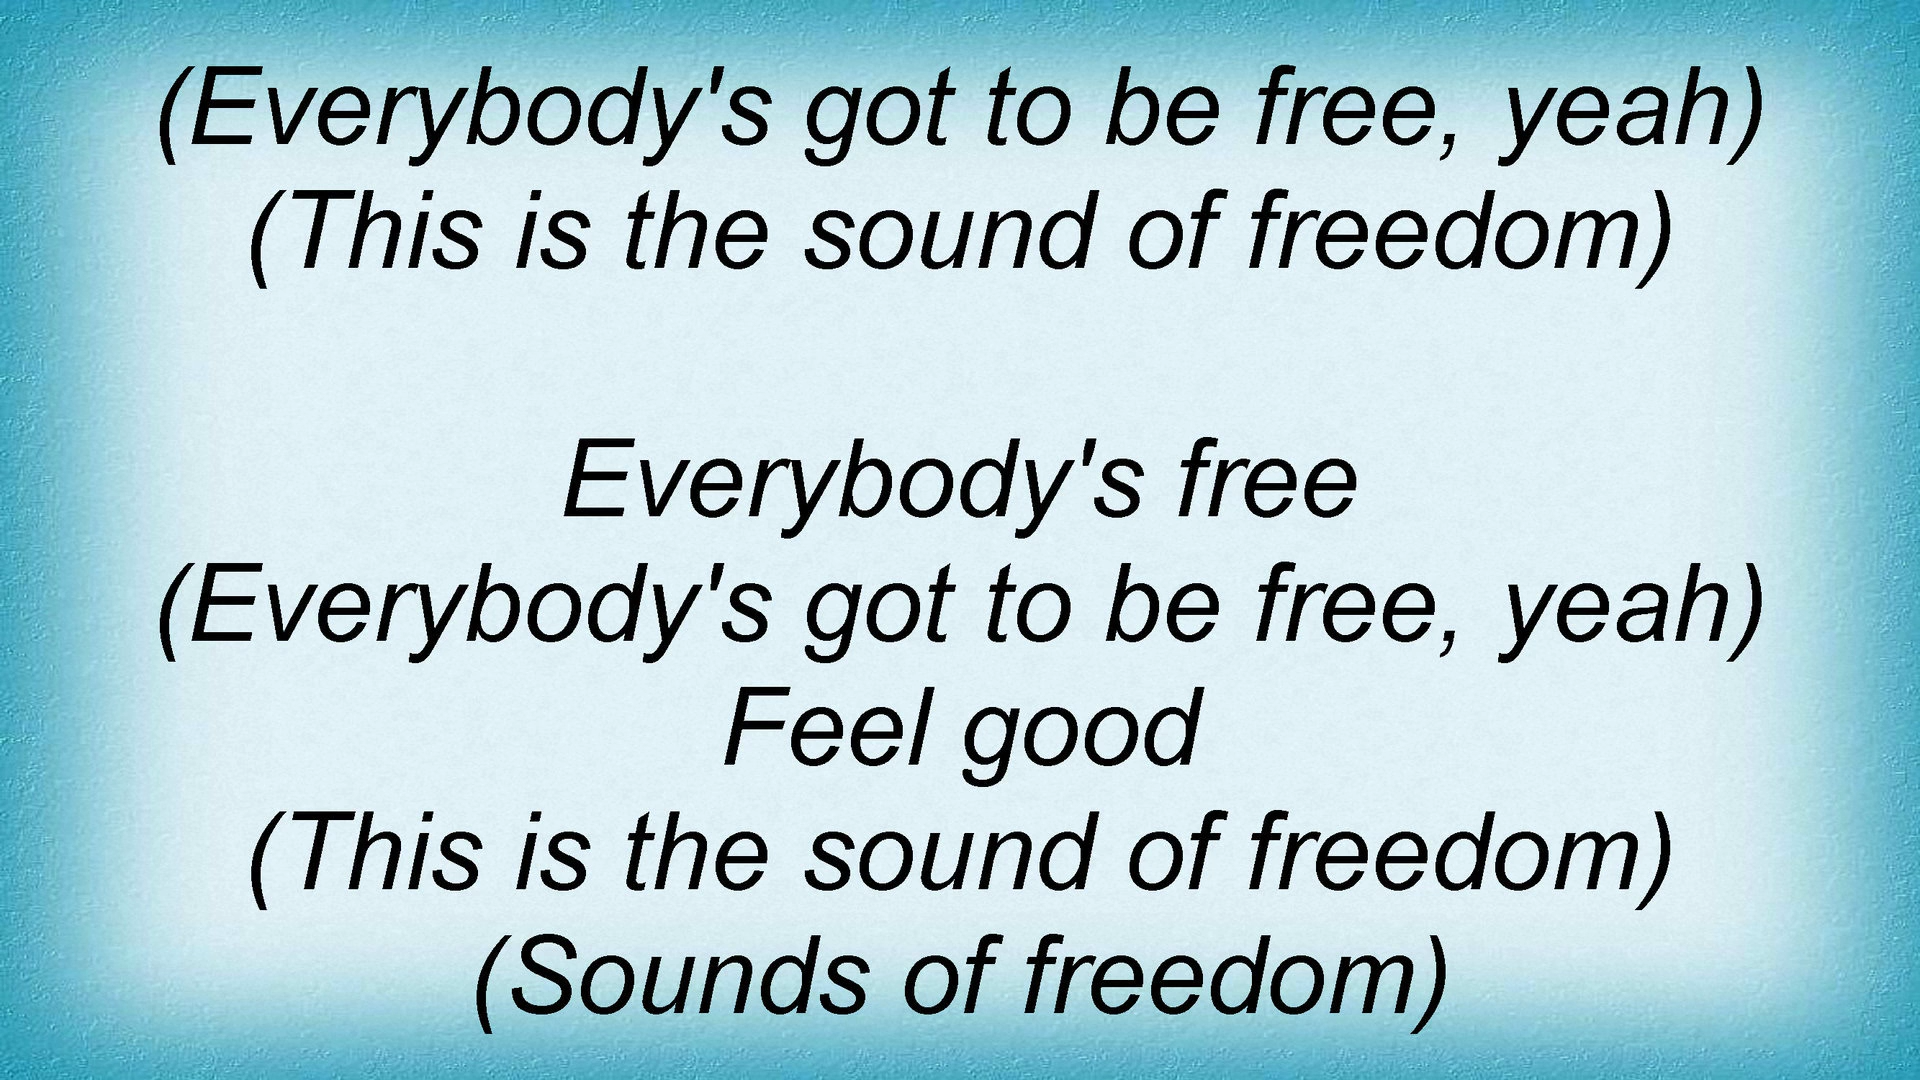 (Everybody's got to be free, yeah)
(This is the sound of freedom)
Everybody's free
(Everybody's got to be free, yeah)
Feel good
(This is the sound of freedom)
(Sounds of freedom)